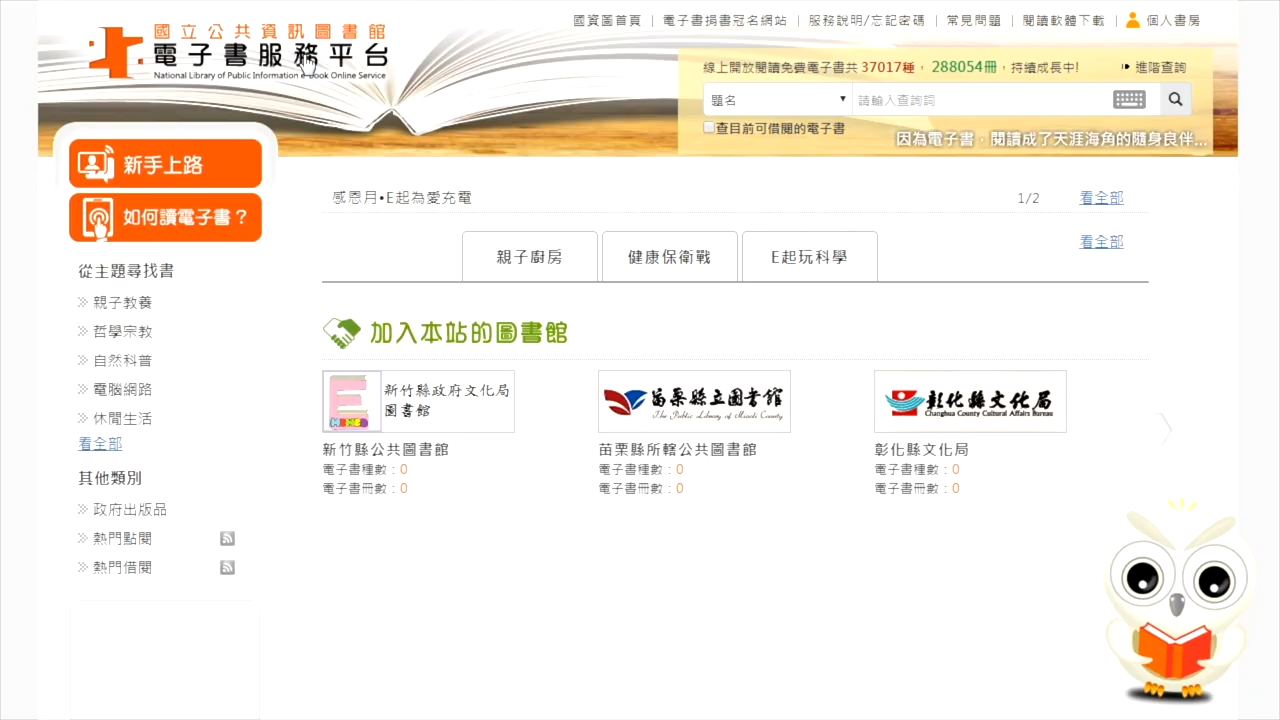 國資圖首頁 | 電子書捐書冠名網站 | 服務說明/忘記密碼 | 常見問題 | 閱讀軟體下載 | 個人書房
國立公共資訊圖書館
電子書服務平台
National Library of Public Information e-Book Online Service
線上開放閱讀免費電子書共 37017種, 288054冊,持續成長中! 進階查詢
題名 請輸入查詢詞
查目前可借閱的電子書
因為電子書,閱讀成了天涯海角的隨身良伴...
新手上路
如何讀電子書?
從主題尋找書
親子教養
哲學宗教
自然科普
電腦網路
休閒生活
看全部
其他類別
政府出版品
熱門點閱
熱門借閱
感恩月•E起為愛充電 1/2 看全部
看全部
親子廚房 健康保衛戰 E起玩科學
加入本站的圖書館
新竹縣政府文化局
圖書館
苗栗縣立圖書館
The Public Library of Miaoli County
彰化縣文化局
Changhua County Cultural Affairs Bureau
新竹縣公共圖書館 苗栗縣所轄公共圖書館 彰化縣文化局
電子書種數:0 電子書種數:0 電子書種數:0
電子書冊數:0 電子書冊數:0 電子書冊數:0